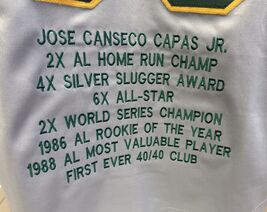 JOSE CANSECO CAPAS JR.
2X AL HOME RUN CHAMP
4X SILVER SLUGGER AWARD
6X ALL-STAR
2X WORLD SERIES CHAMPION
1986 AL ROOKIE OF THE YEAR
1988 AL MOST VALUABLE PLAYER
FIRST EVER 40/40 CLUB